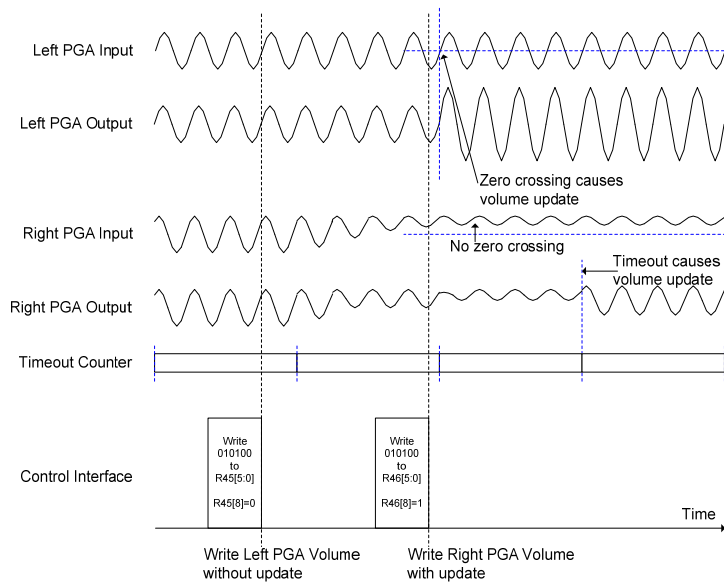 Left PGA Input
Left PGA Output
Zero crossing causes
volume update
Right PGA Input
No zero crossing
Timeout causes
volume update
Right PGA Output
Timeout Counter
Control Interface
Write
010100
to
R45[5:0]
R45[8]=0
Write
010100
to
R46[5:0]
R46[8]=1
Time
Write Left PGA Volume
without update
Write Right PGA Volume
with update